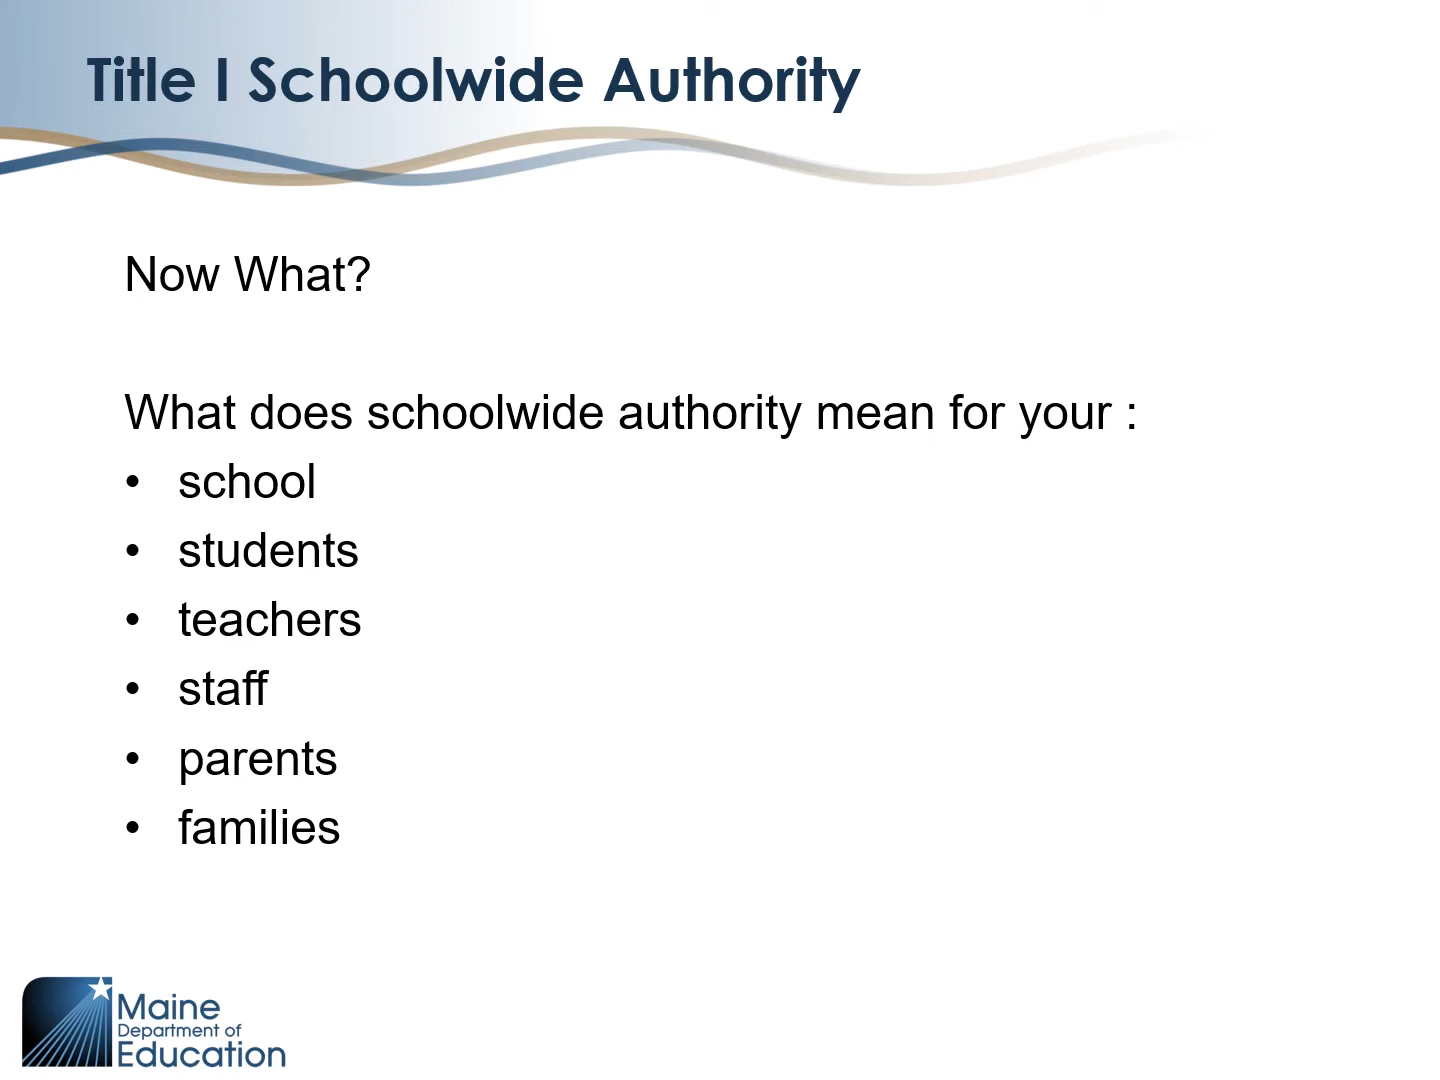 Title I Schoolwide Authority
Now What?
What does schoolwide authority mean for your :
• school
• students
• teachers
• staff
• parents
• families
Maine
Department of
Education